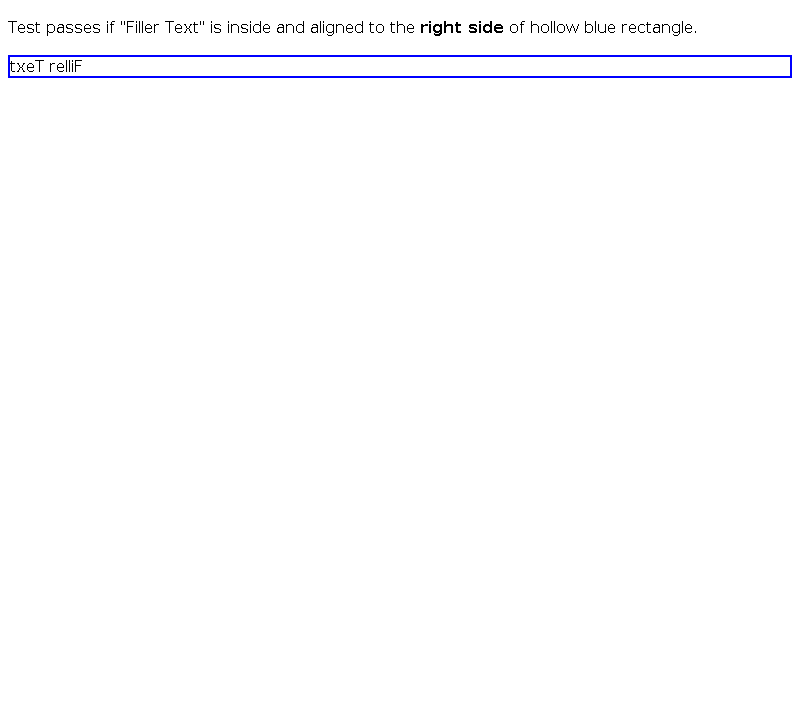 Test passes if "Filler Text" is inside and aligned to the right side of hollow blue rectangle.
txeT relliF